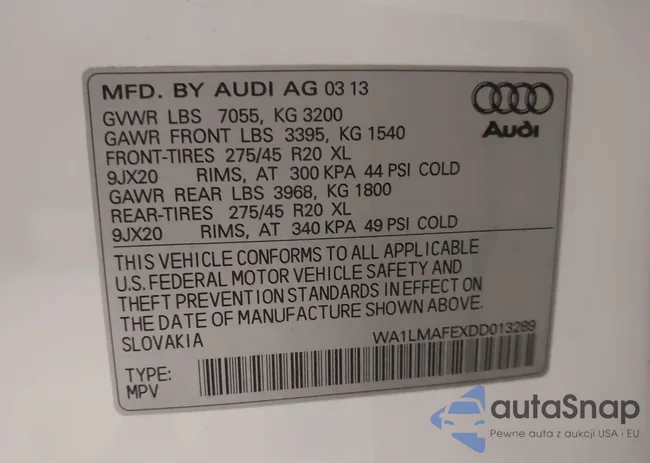 MFD. BY AUDI AG 03 13
GVWR LBS 7055, KG 3200
GAWR FRONT LBS 3395, KG 1540
FRONT-TIRES 275/45 R20 XL
9JX20 RIMS, AT 300 KPA 44 PSI COLD
GAWR REAR LBS 3968, KG 1800
REAR-TIRES 275/45 R20 XL
9JX20 RIMS, AT 340 KPA 49 PSI COLD
Audi
THIS VEHICLE CONFORMS TO ALL APPLICABLE
U.S. FEDERAL MOTOR VEHICLE SAFETY AND
THEFT PREVENTION STANDARDS IN EFFECT ON
THE DATE OF MANUFACTURE SHOWN ABOVE.
SLOVAKIA WA1LMAFEXDD013289
TYPE:
MPV
autaSnap
Pewne auta z aukcji USA i EU